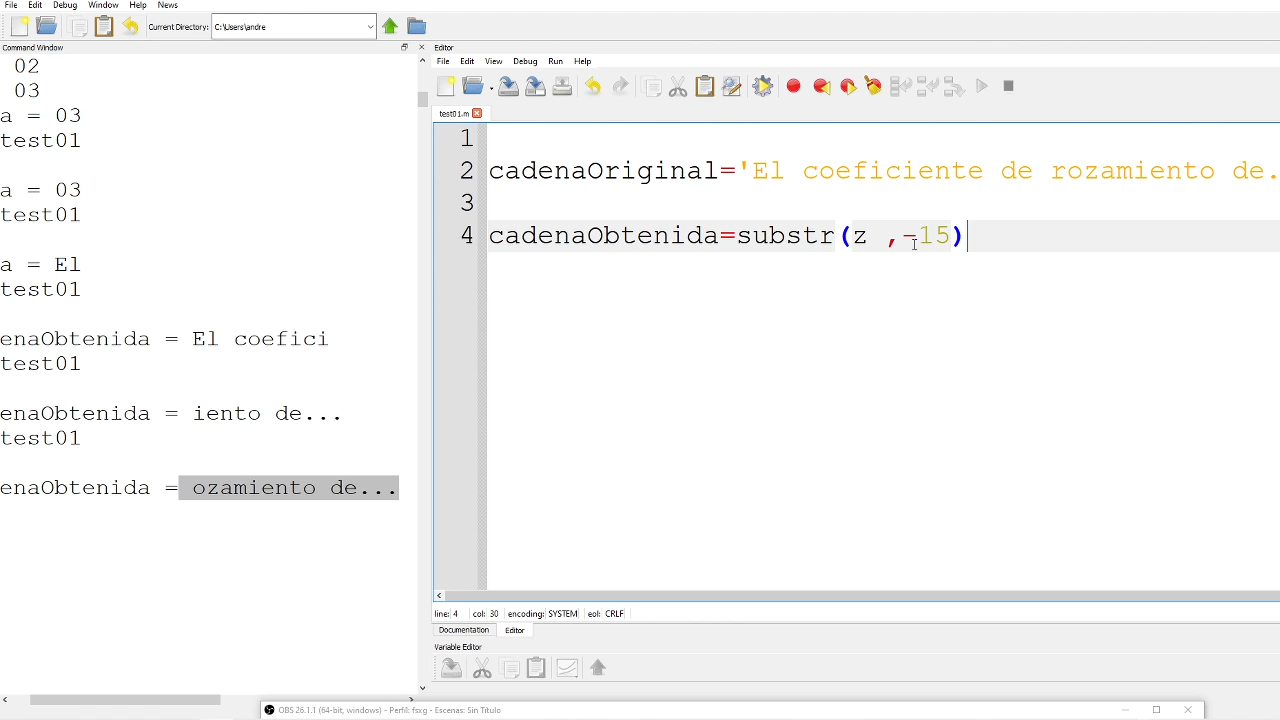 File Edit Debug Window Help News
Current Directory: C:\Users\andre
Command Window
02
03
a = 03
test01
a = 03
test01
a = El
test01
enaObtenida = El coefici
test01
enaObtenida = iento de...
test01
enaObtenida = ozamiento de...
Editor
File Edit View Debug Run Help
test01.m
1
2 cadenaOriginal='El coeficiente de rozamiento de.
3
4 cadenaObtenida=substr(z ,-15)
line: 4 col: 30 encoding: SYSTEM eol: CRLF
Documentation Editor
Variable Editor
OBS 26.1.1 (64-bit, windows) - Perfil: fsxg - Escenas: Sin Título